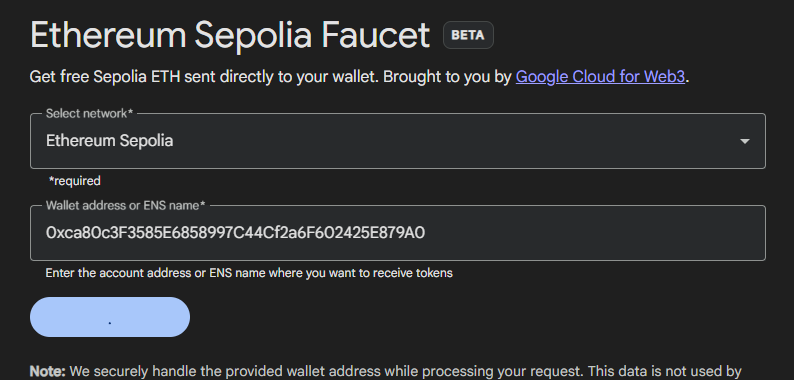 Ethereum Sepolia Faucet BETA
Get free Sepolia ETH sent directly to your wallet. Brought to you by Google Cloud for Web3.
Select network*
Ethereum Sepolia
*required
Wallet address or ENS name*
0xca80c3F3585E6858997C44Cf2a6F602425E879A0
Enter the account address or ENS name where you want to receive tokens
.
Note: We securely handle the provided wallet address while processing your request. This data is not used by